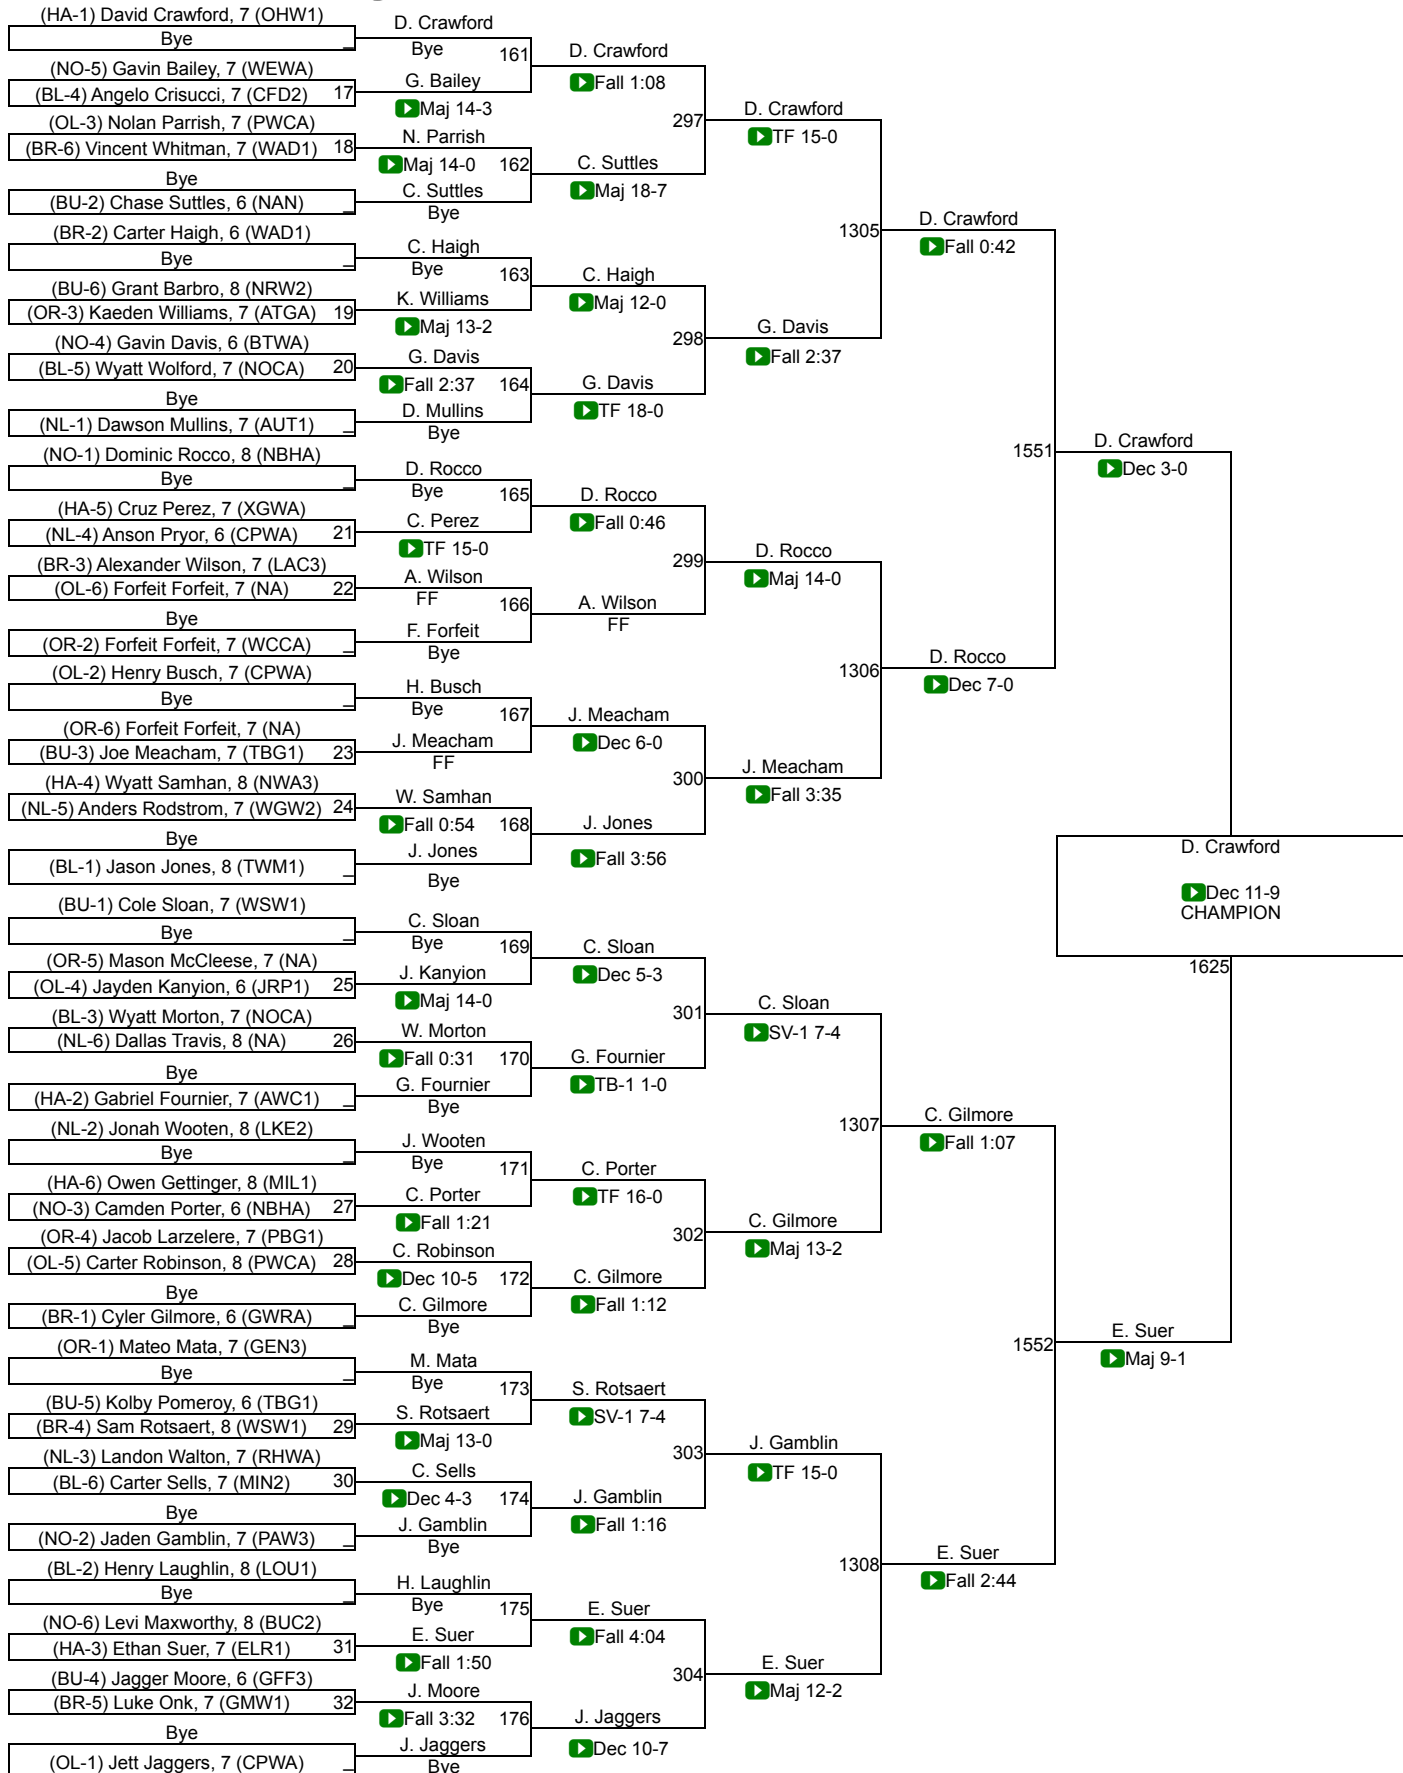 (HA-1) David Crawford, 7 (OHW1)
Bye
(NO-5) Gavin Bailey, 7 (WEWA)
(BL-4) Angelo Crisucci, 7 (CFD2) 17
(OL-3) Nolan Parrish, 7 (PWCA)
(BR-6) Vincent Whitman, 7 (WAD1) 18
Bye
(BU-2) Chase Suttles, 6 (NAN)
(BR-2) Carter Haigh, 6 (WAD1)
Bye
(BU-6) Grant Barbro, 8 (NRW2)
(OR-3) Kaeden Williams, 7 (ATGA) 19
(NO-4) Gavin Davis, 6 (BTWA)
(BL-5) Wyatt Wolford, 7 (NOCA) 20
Bye
(NL-1) Dawson Mullins, 7 (AUT1)
(NO-1) Dominic Rocco, 8 (NBHA)
Bye
(HA-5) Cruz Perez, 7 (XGWA)
(NL-4) Anson Pryor, 6 (CPWA) 21
(BR-3) Alexander Wilson, 7 (LAC3)
(OL-6) Forfeit Forfeit, 7 (NA) 22
Bye
(OR-2) Forfeit Forfeit, 7 (WCCA)
(OL-2) Henry Busch, 7 (CPWA)
Bye
(OR-6) Forfeit Forfeit, 7 (NA)
(BU-3) Joe Meacham, 7 (TBG1) 23
(HA-4) Wyatt Samhan, 8 (NWA3)
(NL-5) Anders Rodstrom, 7 (WGW2) 24
Bye
(BL-1) Jason Jones, 8 (TWM1)
(BU-1) Cole Sloan, 7 (WSW1)
Bye
(OR-5) Mason McCleese, 7 (NA)
(OL-4) Jayden Kanyion, 6 (JRP1) 25
(BL-3) Wyatt Morton, 7 (NOCA)
(NL-6) Dallas Travis, 8 (NA) 26
Bye
(HA-2) Gabriel Fournier, 7 (AWC1)
(NL-2) Jonah Wooten, 8 (LKE2)
Bye
(HA-6) Owen Gettinger, 8 (MIL1)
(NO-3) Camden Porter, 6 (NBHA) 27
(OR-4) Jacob Larzelere, 7 (PBG1)
(OL-5) Carter Robinson, 8 (PWCA) 28
Bye
(BR-1) Cyler Gilmore, 6 (GWRA)
(OR-1) Mateo Mata, 7 (GEN3)
Bye
(BU-5) Kolby Pomeroy, 6 (TBG1)
(BR-4) Sam Rotsaert, 8 (WSW1) 29
(NL-3) Landon Walton, 7 (RHWA)
(BL-6) Carter Sells, 7 (MIN2) 30
Bye
(NO-2) Jaden Gamblin, 7 (PAW3)
(BL-2) Henry Laughlin, 8 (LOU1)
Bye
(NO-6) Levi Maxworthy, 8 (BUC2)
(HA-3) Ethan Suer, 7 (ELR1) 31
(BU-4) Jagger Moore, 6 (GFF3)
(BR-5) Luke Onk, 7 (GMW1) 32
Bye
(OL-1) Jett Jaggers, 7 (CPWA)
D. Crawford
Bye 161
G. Bailey
Maj 14-3
N. Parrish
Maj 14-0 162
C. Suttles
Bye
C. Haigh
Bye 163
K. Williams
Maj 13-2
G. Davis
Fall 2:37 164
D. Mullins
Bye
D. Rocco
Bye 165
C. Perez
TF 15-0
A. Wilson
FF 166
F. Forfeit
Bye
H. Busch
Bye 167
J. Meacham
FF
W. Samhan
Fall 0:54 168
J. Jones
Bye
C. Sloan
Bye 169
J. Kanyion
Maj 14-0
W. Morton
Fall 0:31 170
G. Fournier
Bye
J. Wooten
Bye 171
C. Porter
Fall 1:21
C. Robinson
Dec 10-5 172
C. Gilmore
Bye
M. Mata
Bye 173
S. Rotsaert
Maj 13-0
C. Sells
Dec 4-3 174
J. Gamblin
Bye
H. Laughlin
Bye 175
E. Suer
Fall 1:50
J. Moore
Fall 3:32 176
J. Jaggers
Bye
D. Crawford
Fall 1:08
297
C. Suttles
Maj 18-7
C. Haigh
Maj 12-0
298
G. Davis
TF 18-0
D. Rocco
Fall 0:46
299
A. Wilson
FF
J. Meacham
Dec 6-0
300
J. Jones
Fall 3:56
C. Sloan
Dec 5-3
301
G. Fournier
TB-1 1-0
C. Porter
TF 16-0
302
C. Gilmore
Fall 1:12
S. Rotsaert
SV-1 7-4
303
J. Gamblin
Fall 1:16
E. Suer
Fall 4:04
304
J. Jaggers
Dec 10-7
D. Crawford
TF 15-0
1305
G. Davis
Fall 2:37
D. Rocco
Maj 14-0
1306
J. Meacham
Fall 3:35
C. Sloan
SV-1 7-4
1307
C. Gilmore
Maj 13-2
J. Gamblin
TF 15-0
1308
E. Suer
Maj 12-2
D. Crawford
Fall 0:42
1551
D. Rocco
Dec 7-0
C. Gilmore
Fall 1:07
1552
E. Suer
Fall 2:44
D. Crawford
Dec 3-0
E. Suer
Maj 9-1
D. Crawford
Dec 11-9
CHAMPION
1625